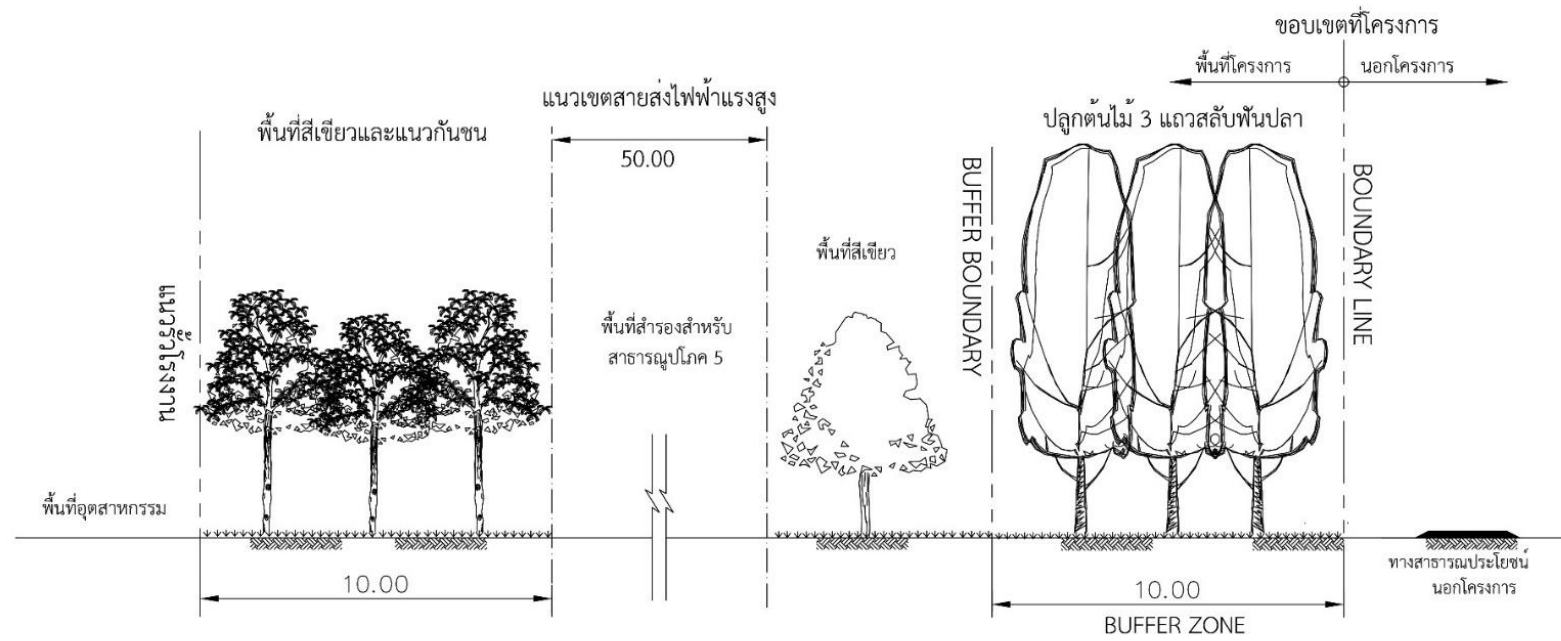 ขอบเขตที่โครงการ
พื้นที่โครงการ
นอกโครงการ
แนวเขตสายส่งไฟฟ้าแรงสูง
พื้นที่สีเขียวและแนวกันชน
50.00
ปลูกต้นไม้ 3 แถวสลับฟันปลา
BUFFER BOUNDARY
BOUNDARY LINE
พื้นที่สีเขียว
แนวรั้วโรงงาน
พื้นที่สำรองสำหรับ
สาธารณูปโภค 5
พื้นที่อุตสาหกรรม
10.00
10.00
BUFFER ZONE
ทางสาธารณประโยชน์
นอกโครงการ